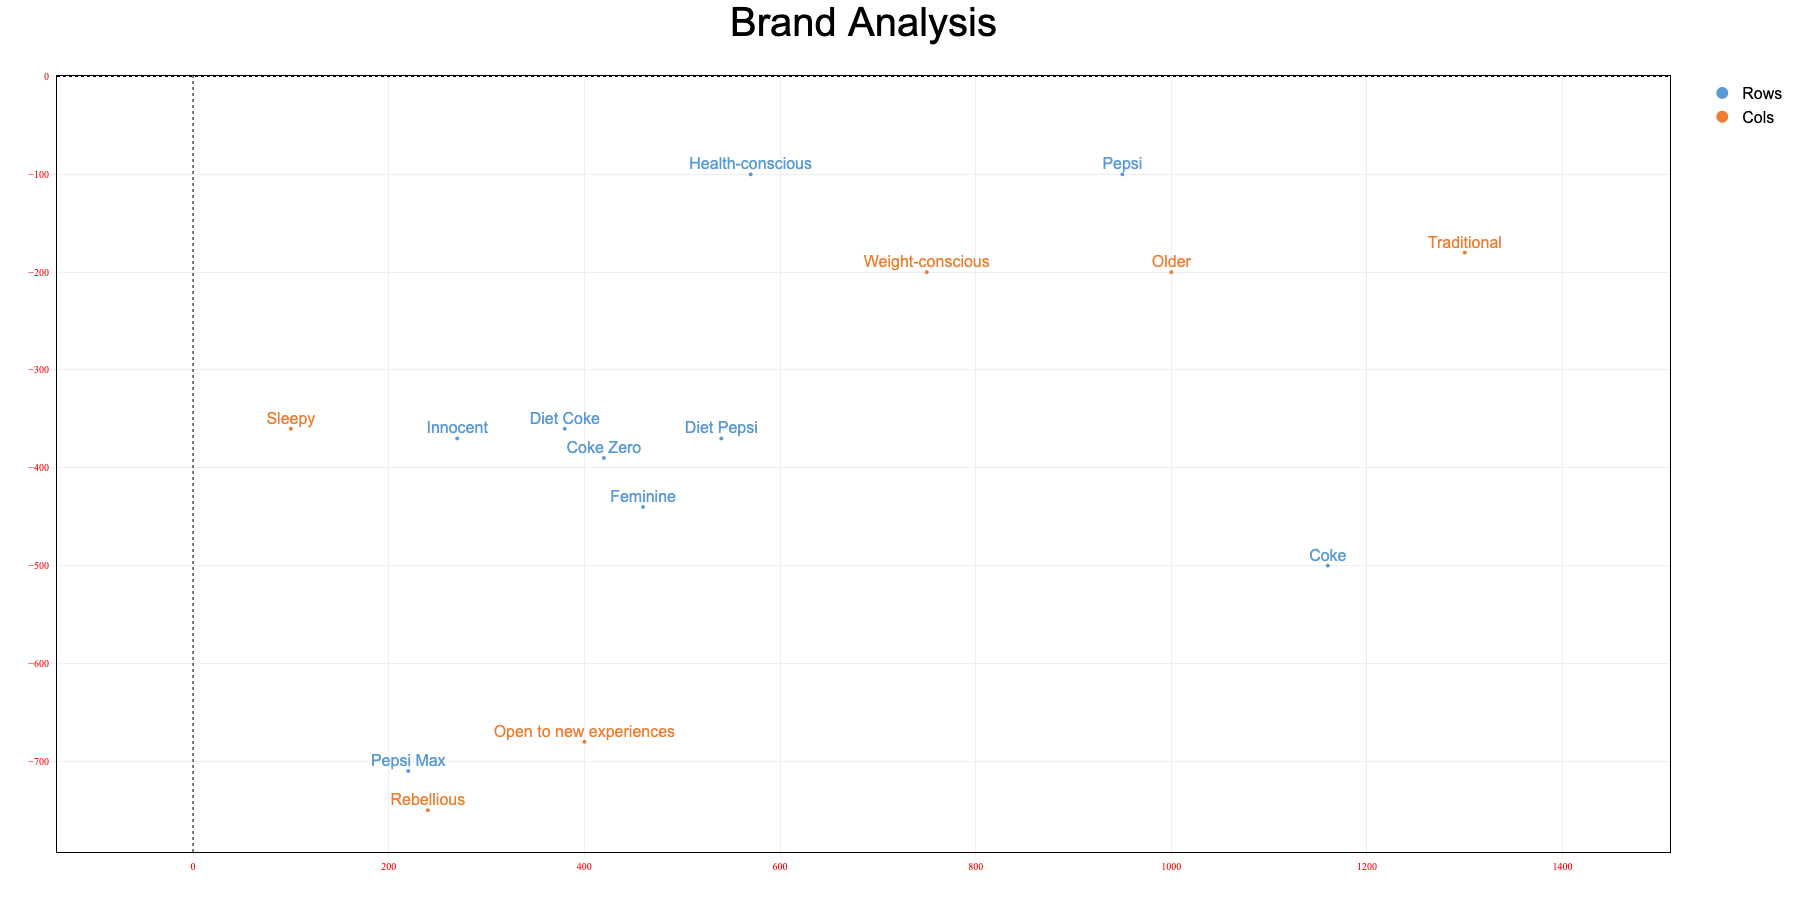 Brand Analysis
0
Rows
Cols
−100
Health-conscious
Pepsi
Traditional
−200
Weight-conscious
Older
−300
Sleepy
Innocent
Diet Coke
Diet Pepsi
Coke Zero
−400
Feminine
Coke
−500
−600
Open to new experiences
Pepsi Max
−700
Rebellious
0 200 400 600 800 1000 1200 1400